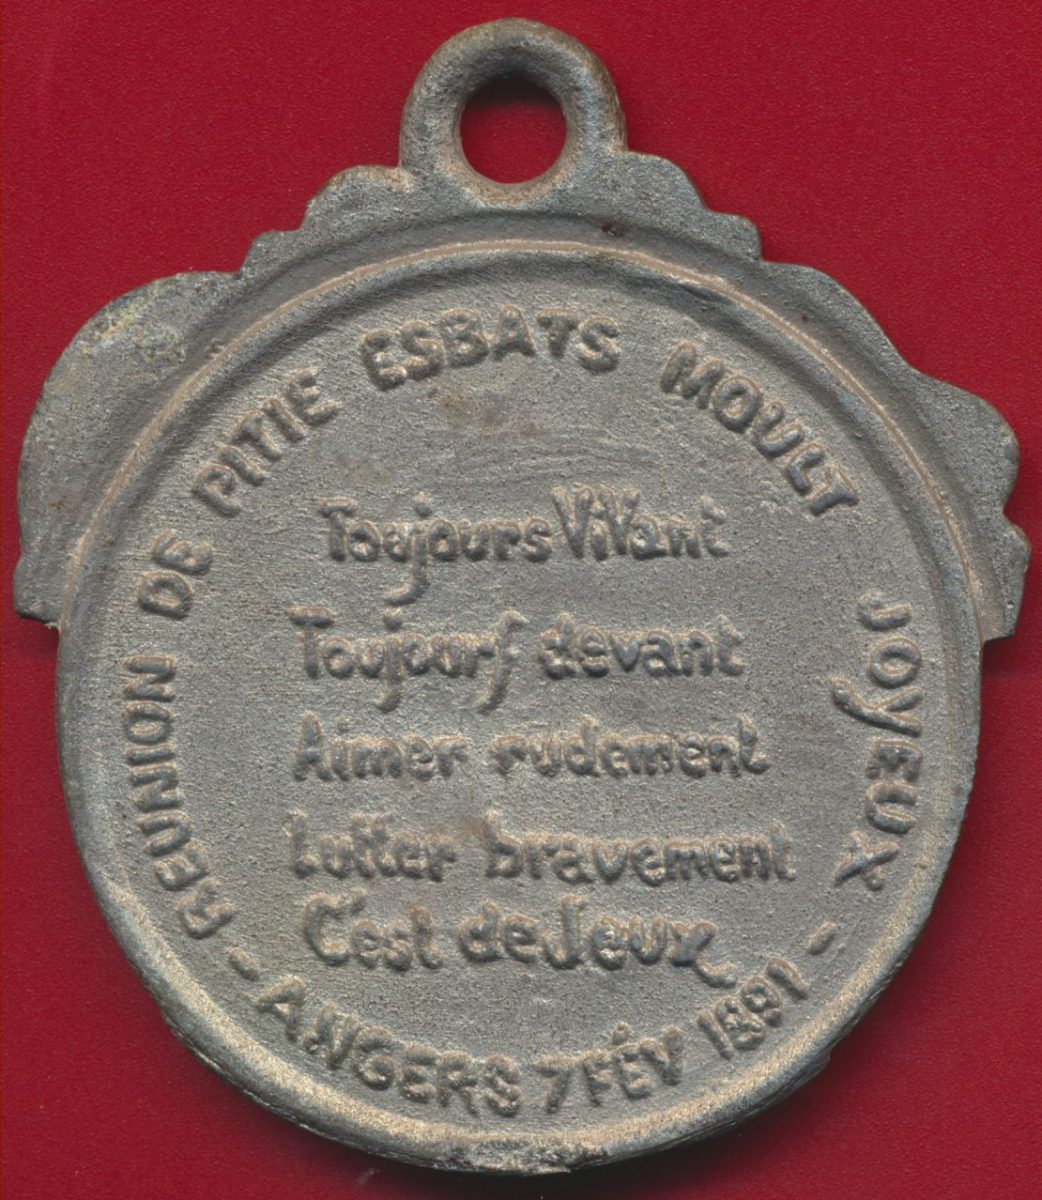 REUNION DE PITIE ESBATS MOULT JOYEUX
Toujours ViVant
Toujours devant
Aimer rudement
Lutter bravement
C'est de Jeux
- ANGERS 7 FÉV 1891 -